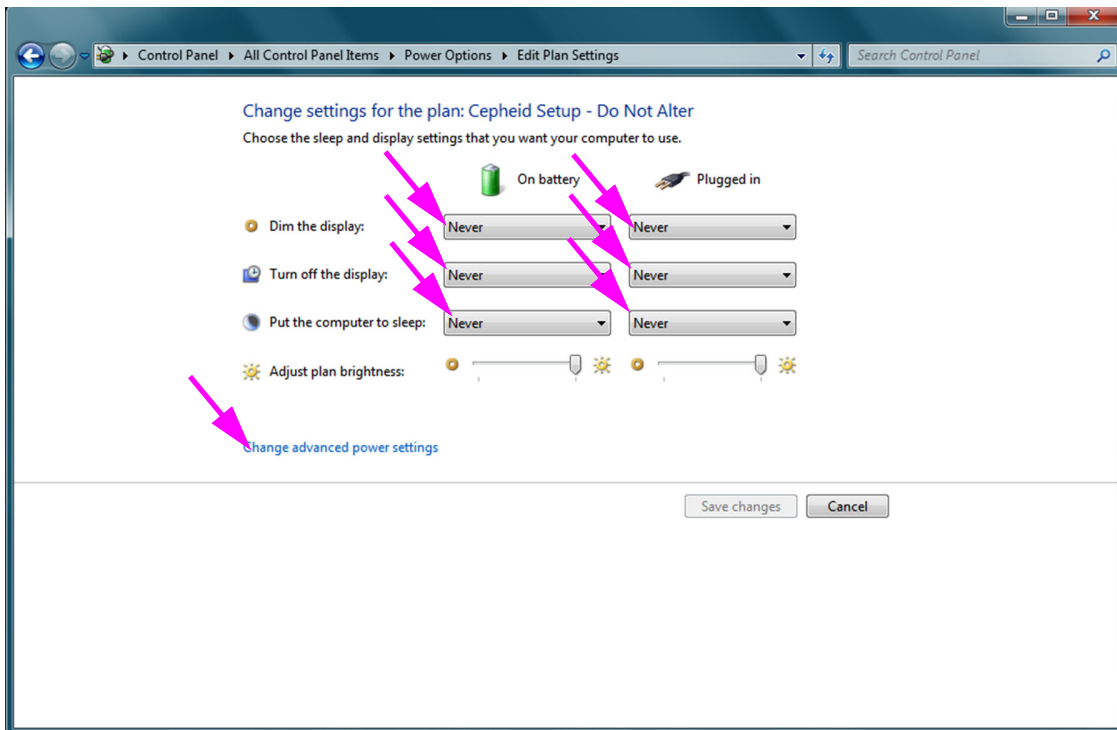 Control Panel All Control Panel Items Power Options Edit Plan Settings Search Control Panel
Change settings for the plan: Cepheid Setup - Do Not Alter
Choose the sleep and display settings that you want your computer to use.
On battery Plugged in
Dim the display: Never Never
Turn off the display: Never Never
Put the computer to sleep: Never Never
Adjust plan brightness:
Change advanced power settings
Save changes Cancel